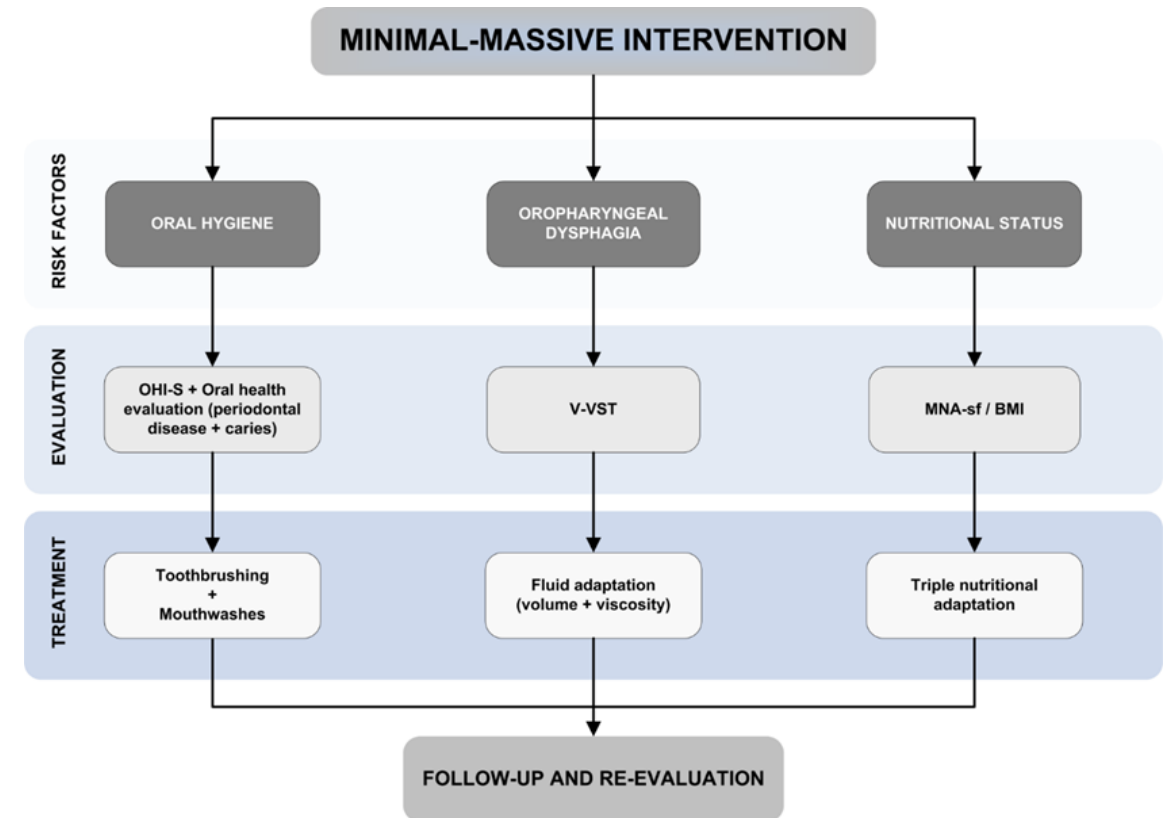 MINIMAL-MASSIVE INTERVENTION
RISK FACTORS
ORAL HYGIENE
OROPHARYNGEAL
DYSPHAGIA
NUTRITIONAL STATUS
EVALUATION
OHI-S + Oral health
evaluation (periodontal
disease + caries)
V-VST
MNA-sf / BMI
TREATMENT
Toothbrushing
+
Mouthwashes
Fluid adaptation
(volume + viscosity)
Triple nutritional
adaptation
FOLLOW-UP AND RE-EVALUATION